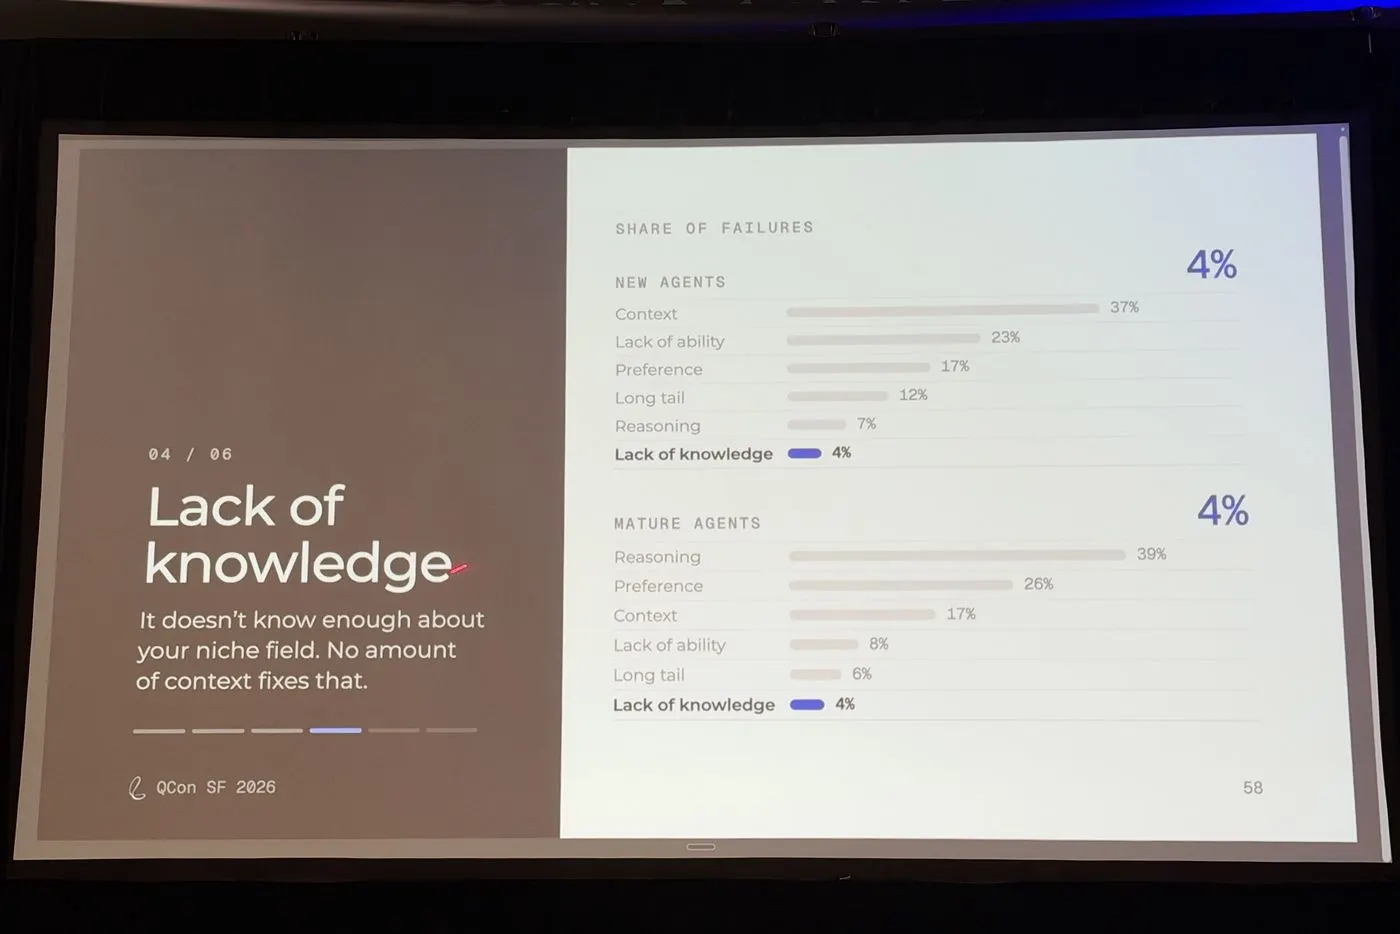 04 / 06
Lack of
knowledge
It doesn't know enough about
your niche field. No amount
of context fixes that.
QCon SF 2026
SHARE OF FAILURES
NEW AGENTS
4%
Context 37%
Lack of ability 23%
Preference 17%
Long tail 12%
Reasoning 7%
Lack of knowledge 4%
MATURE AGENTS
4%
Reasoning 39%
Preference 26%
Context 17%
Lack of ability 8%
Long tail 6%
Lack of knowledge 4%
58